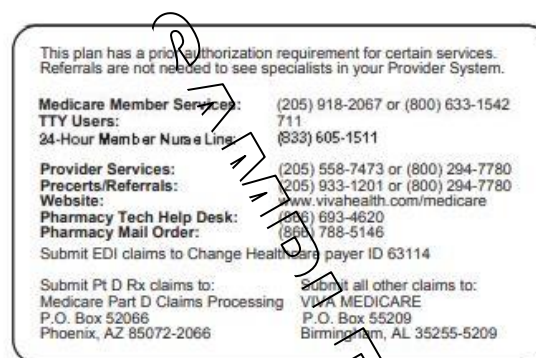 This plan has a prior authorization requirement for certain services.
Referrals are not needed to see specialists in your Provider System.
Medicare Member Services: (205) 918-2067 or (800) 633-1542
TTY Users: 711
24-Hour Member Nurse Line: (833) 605-1511
Provider Services: (205) 558-7473 or (800) 294-7780
Precerts/Referrals: (205) 933-1201 or (800) 294-7780
Website: www.vivahealth.com/medicare
Pharmacy Tech Help Desk: (866) 693-4620
Pharmacy Mail Order: (866) 788-5146
Submit EDI claims to Change Healthcare payer ID 63114
Submit Pt D Rx claims to:
Medicare Part D Claims Processing
P.O. Box 52066
Phoenix, AZ 85072-2066
Submit all other claims to:
VIVA MEDICARE
P.O. Box 55209
Birmingham, AL 35255-5209